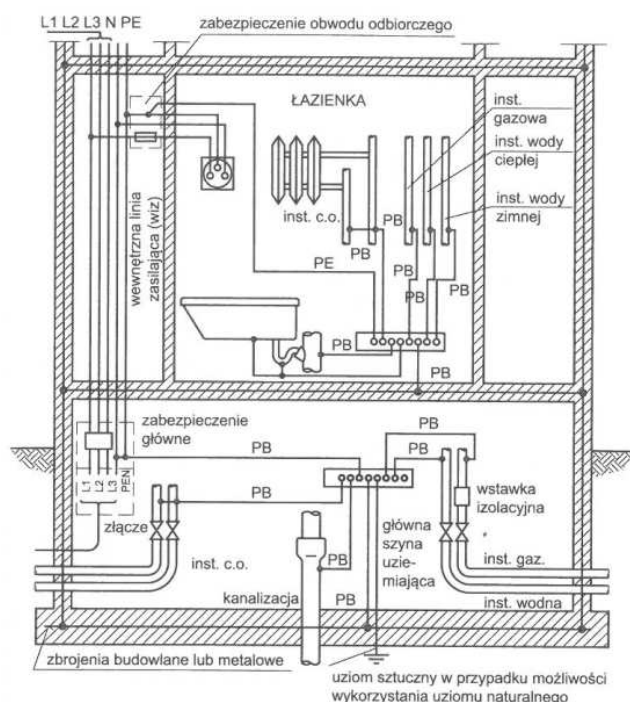 L1 L2 L3 N PE
zabezpieczenie obwodu odbiorczego
ŁAZIENKA
inst.
gazowa
inst. wody
ciepłej
inst. wody
zimnej
inst. c.o.
PB
PB
PB
PB
PE
wewnętrzna linia
zasilająca (wlz)
PB
PB
zabezpieczenie
główne
L1
L2
L3
PEN
złącze
PB
PB
PB
PB
PB
wstawka
izolacyjna
główna
szyna
uzie-
miająca
inst. c.o.
PB
inst. gaz.
inst. wodna
kanalizacja
zbrojenia budowlane lub metalowe
uziom sztuczny w przypadku możliwości
wykorzystania uziomu naturalnego